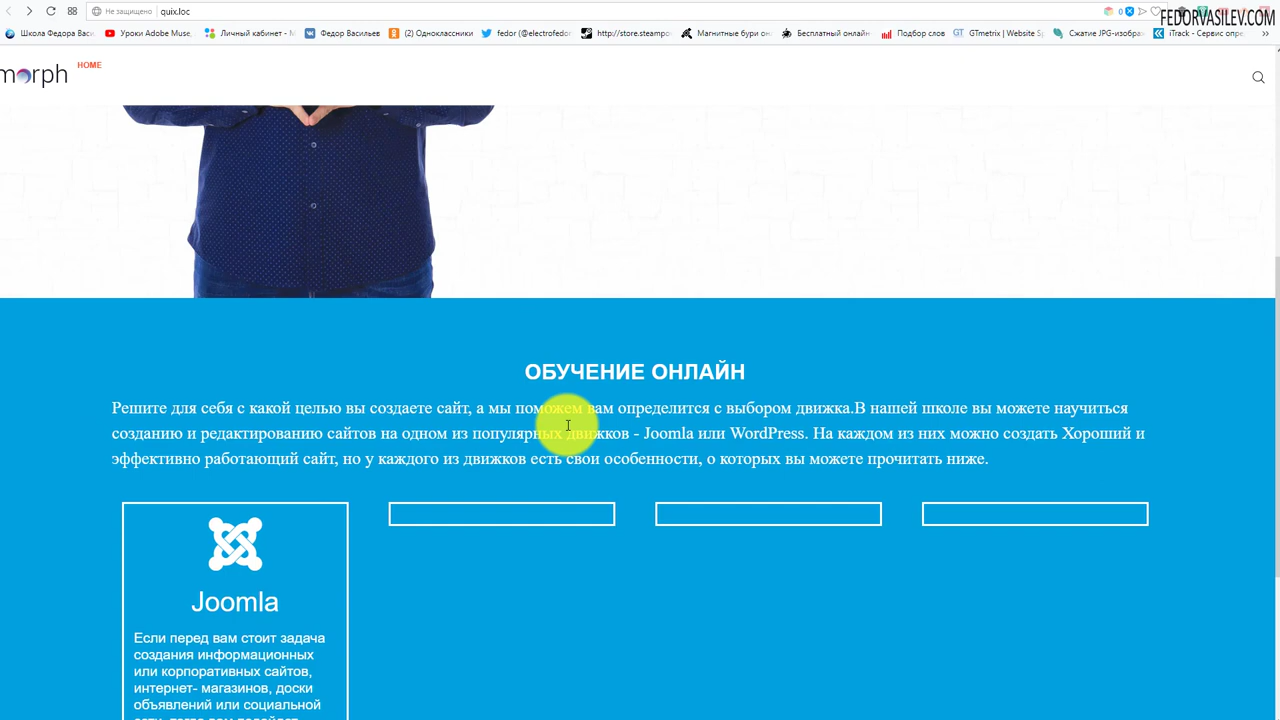 Не защищено quix.loc
0
FEDORVASILEV.COM
Школа Федора Васи.
Уроки Adobe Muse,
Личный кабинет - М
Федор Васильев
(2) Одноклассники
fedor (@electrofedor
http://store.steampo
Магнитные бури он
Бесплатный онлайн
Подбор слов
GT GTmetrix | Website Sp
Сжатие JPG-изобра
iTrack - Сервис опре
morph
HOME
ОБУЧЕНИЕ ОНЛАЙН
Решите для себя с какой целью вы создаете сайт, а мы поможем вам определится с выбором движка.В нашей школе вы можете научиться
созданию и редактированию сайтов на одном из популярных движков - Joomla или WordPress. На каждом из них можно создать Хороший и
эффективно работающий сайт, но у каждого из движков есть свои особенности, о которых вы можете прочитать ниже.
Joomla
Если перед вам стоит задача
создания информационных
или корпоративных сайтов,
интернет- магазинов, доски
объявлений или социальной